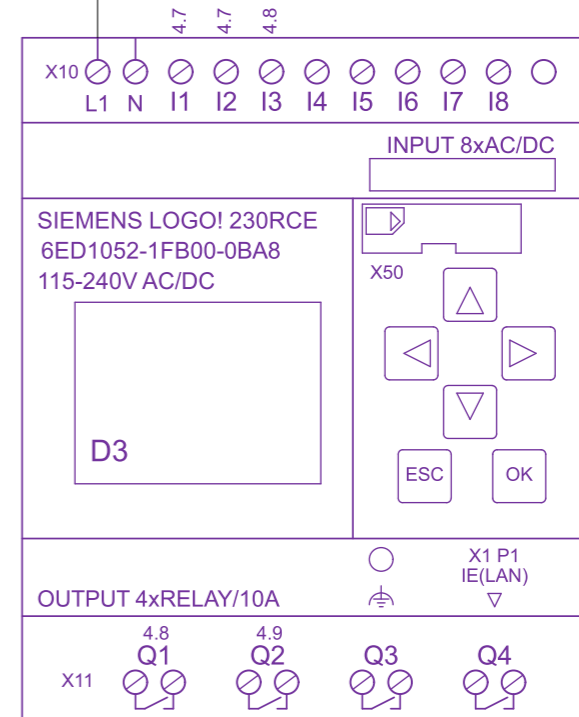 4.7 4.7 4.8
X10
L1 N I1 I2 I3 I4 I5 I6 I7 I8
INPUT 8xAC/DC
SIEMENS LOGO! 230RCE
6ED1052-1FB00-0BA8
115-240V AC/DC
X50
D3
ESC OK
X1 P1
IE(LAN)
OUTPUT 4xRELAY/10A
4.8 4.9
Q1 Q2 Q3 Q4
X11